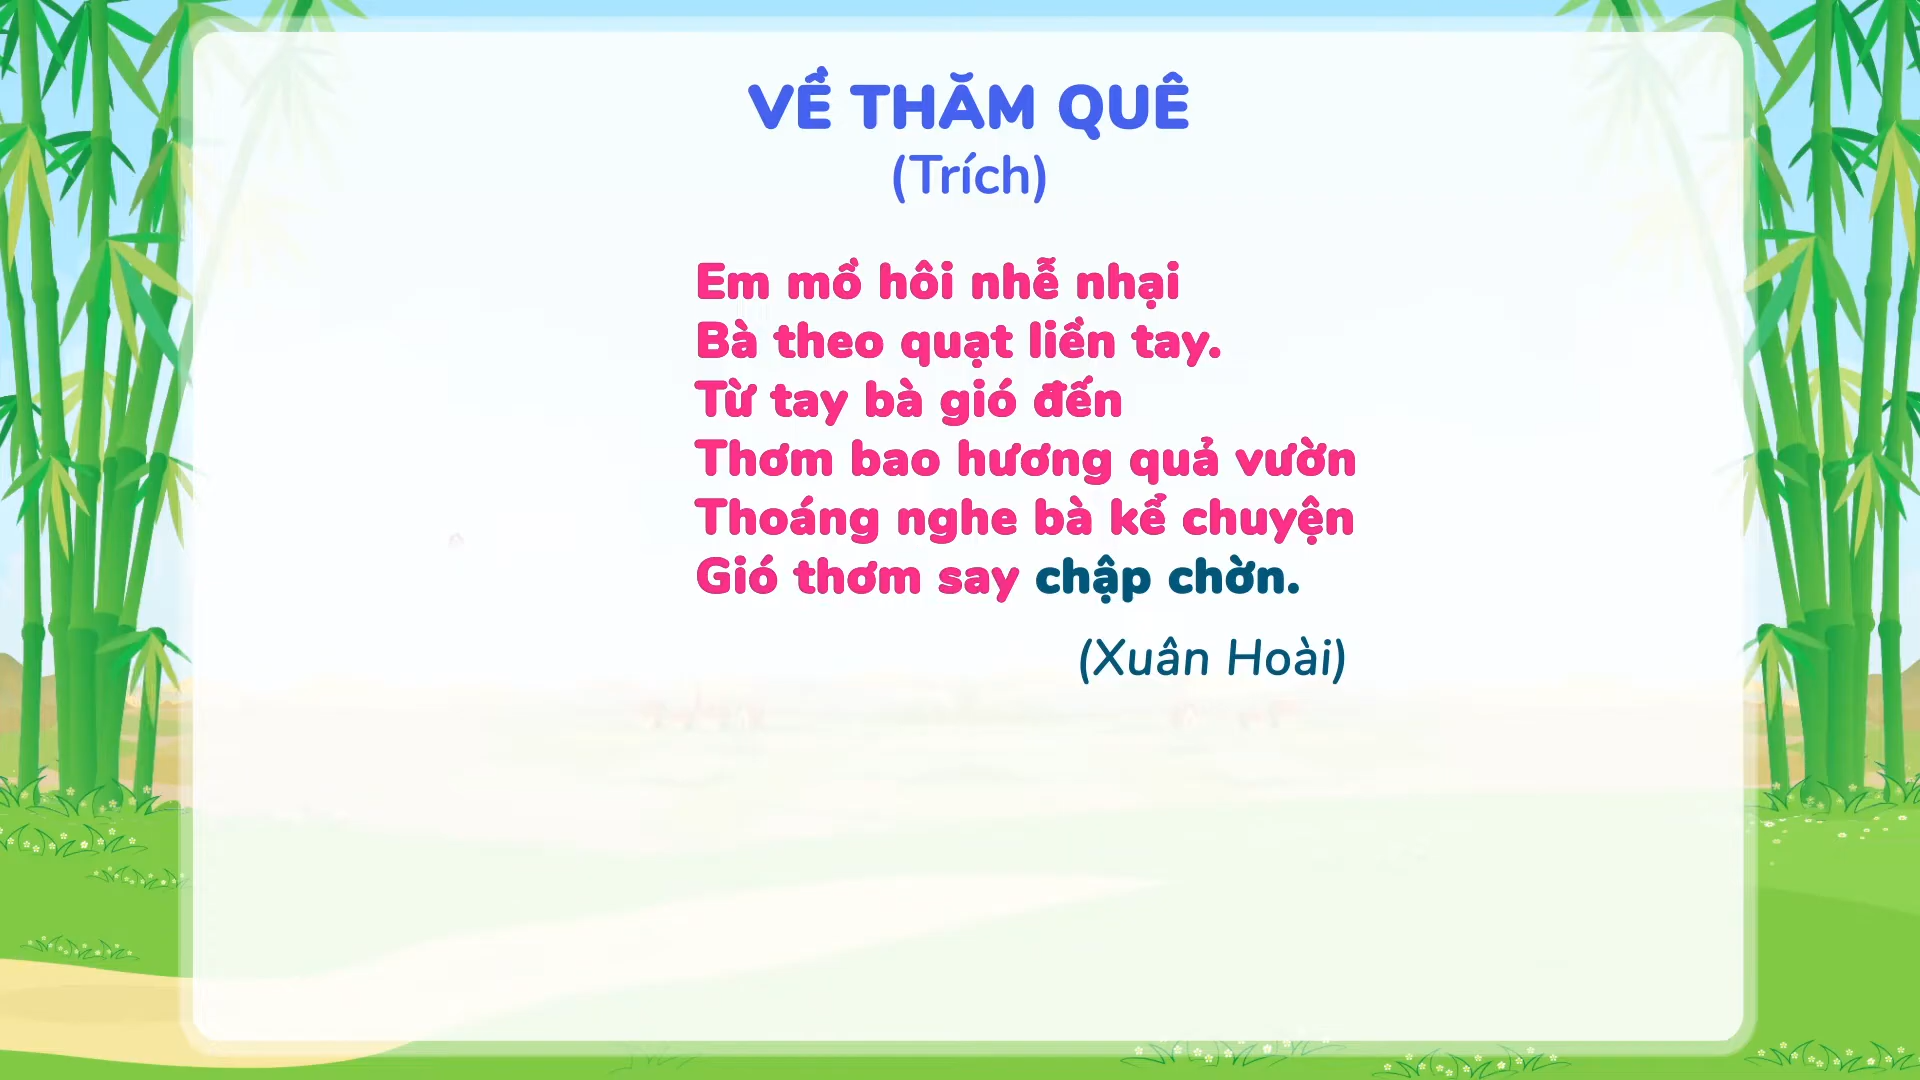 VỀ THĂM QUÊ
(Trích)
Em mồ hôi nhễ nhại
Bà theo quạt liền tay.
Từ tay bà gió đến
Thơm bao hương quả vườn
Thoáng nghe bà kể chuyện
Gió thơm say chập chờn.
(Xuân Hoài)